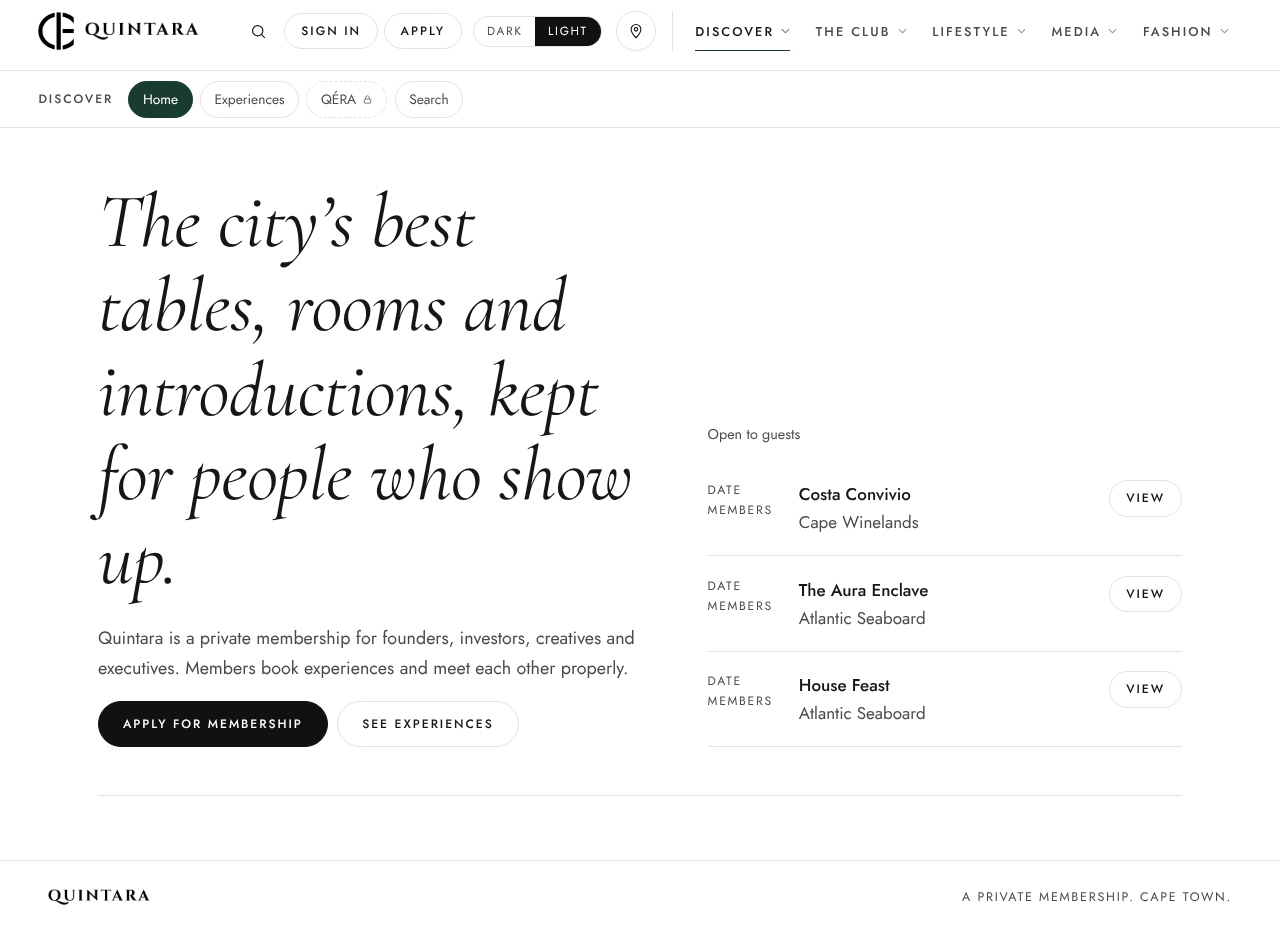 QUINTARA
SIGN IN
APPLY
DARK
LIGHT
DISCOVER
THE CLUB
LIFESTYLE
MEDIA
FASHION
DISCOVER
Home
Experiences
QÉRA
Search
The city’s best
tables, rooms and
introductions, kept
for people who show
up.
Quintara is a private membership for founders, investors, creatives and
executives. Members book experiences and meet each other properly.
APPLY FOR MEMBERSHIP
SEE EXPERIENCES
Open to guests
DATE
MEMBERS
Costa Convivio
Cape Winelands
VIEW
DATE
MEMBERS
The Aura Enclave
Atlantic Seaboard
VIEW
DATE
MEMBERS
House Feast
Atlantic Seaboard
VIEW
QUINTARA
A PRIVATE MEMBERSHIP. CAPE TOWN.